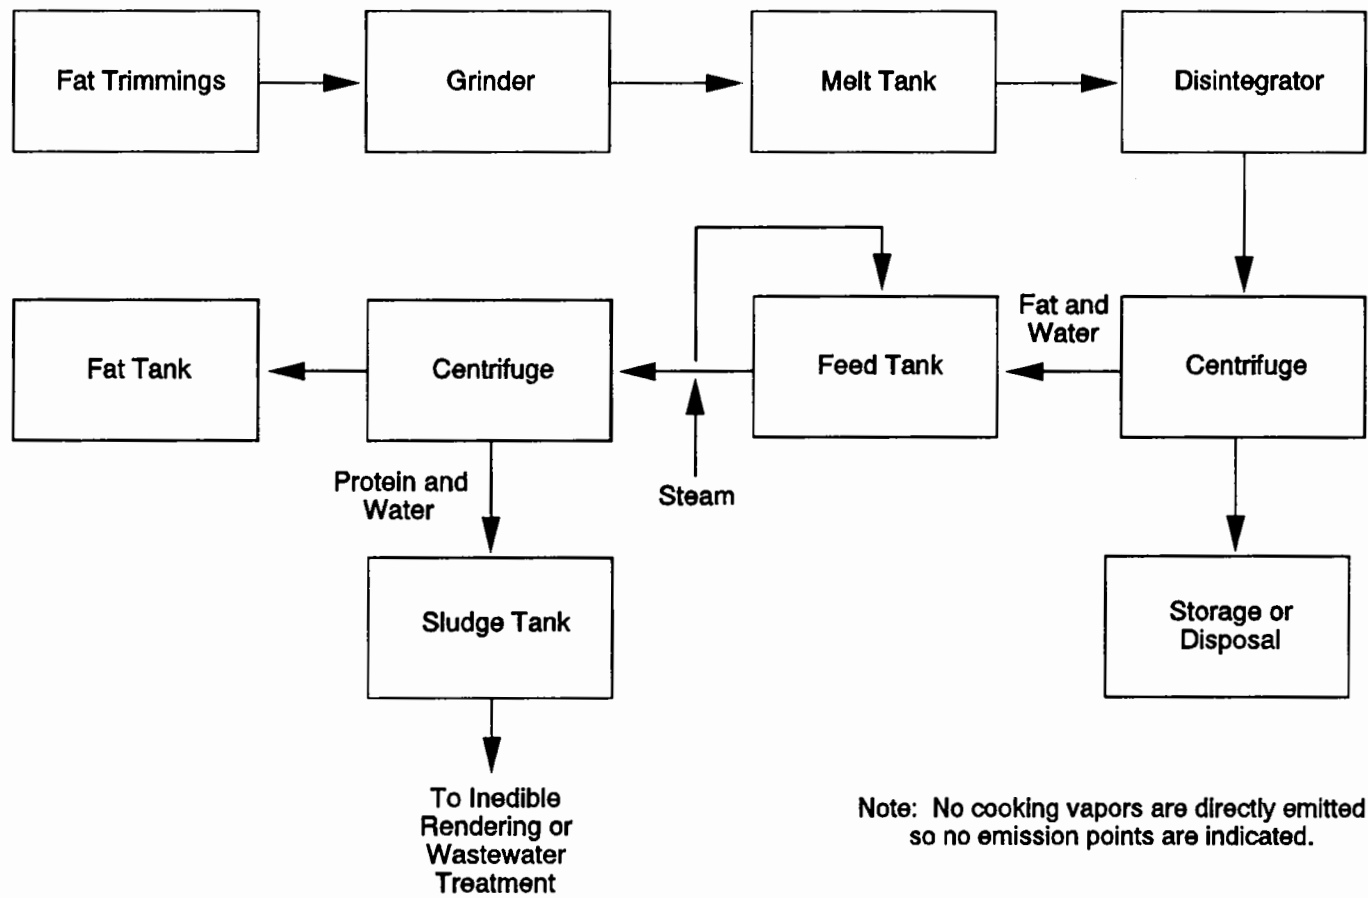 Fat Trimmings
Grinder
Melt Tank
Disintegrator
Fat Tank
Centrifuge
Feed Tank
Fat and
Water
Centrifuge
Protein and
Water
Steam
Sludge Tank
Storage or
Disposal
To Inedible
Rendering or
Wastewater
Treatment
Note: No cooking vapors are directly emitted
so no emission points are indicated.